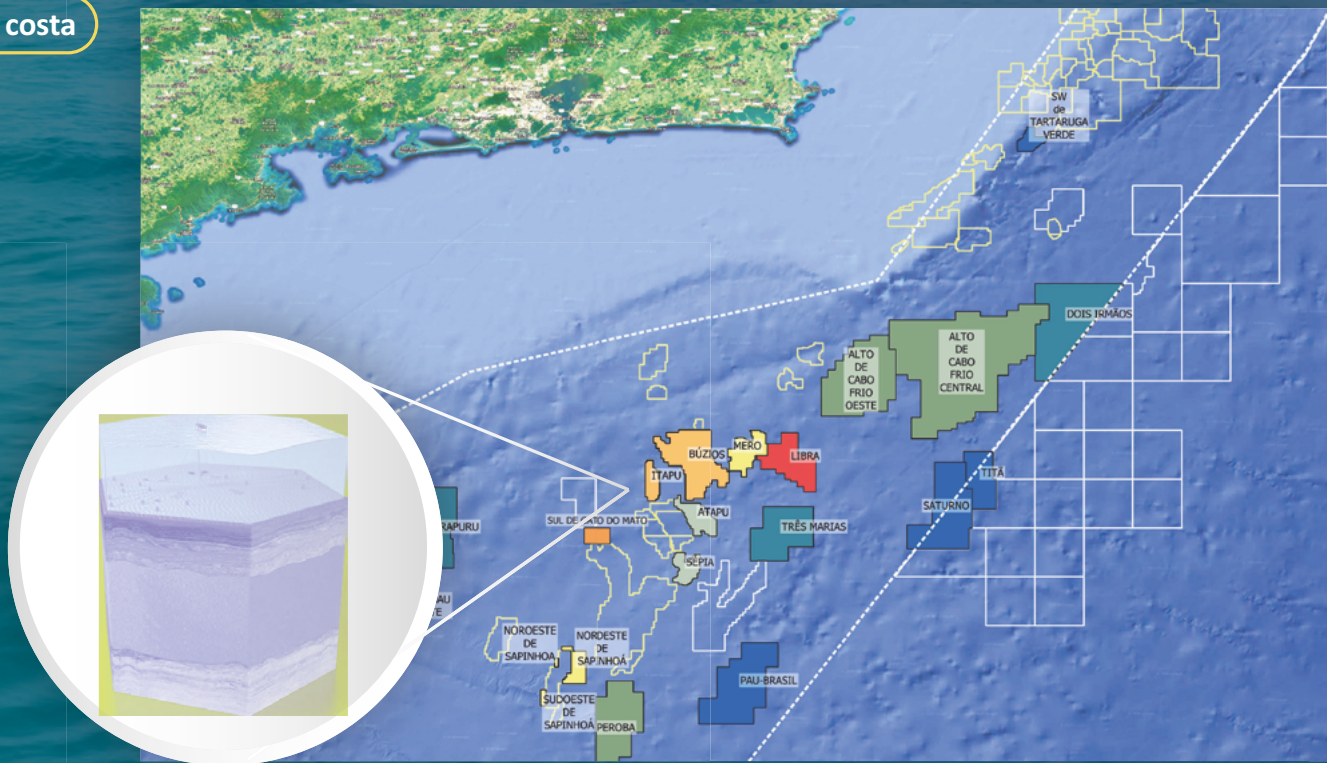 costa
SW
de
TARTARUGA
VERDE
DOIS IRMÃOS
ALTO
DE
CABO
FRIO
CENTRAL
ALTO
DE
CABO
FRIO
OESTE
MERO
BÚZIOS
LIBRA
ITAPU
TITÃ
SATURNO
ATAPU
SUL DE GATO DO MATO
TRÊS MARIAS
RAPURU
SÉPIA
AU
TE
NOROESTE
DE
SAPINHOÁ
NORDESTE
DE
SAPINHOÁ
PAU-BRASIL
SUDOESTE
DE
SAPINHOÁ
PEROBA